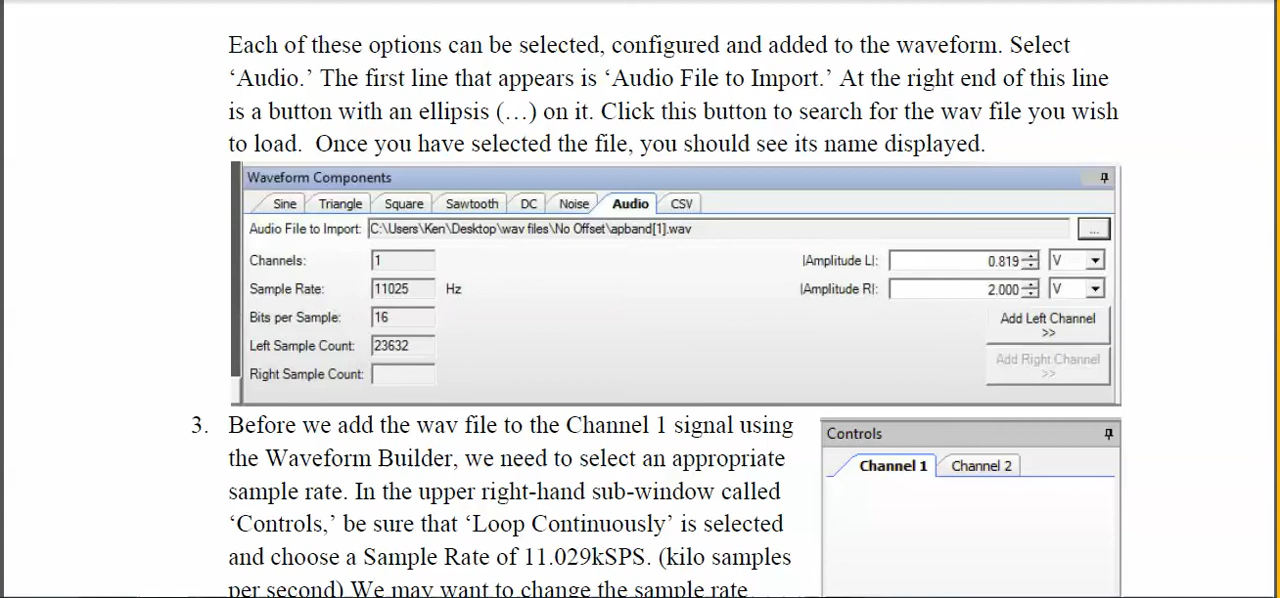 Each of these options can be selected, configured and added to the waveform. Select
‘Audio.’ The first line that appears is ‘Audio File to Import.’ At the right end of this line
is a button with an ellipsis (…) on it. Click this button to search for the wav file you wish
to load.  Once you have selected the file, you should see its name displayed.
Waveform Components
Sine Triangle Square Sawtooth DC Noise Audio CSV
Audio File to Import: C:\Users\Ken\Desktop\wav files\No Offset\apband[1].wav ...
Channels: 1 |Amplitude L|: 0.819 V
Sample Rate: 11025 Hz |Amplitude R|: 2.000 V
Bits per Sample: 16 Add Left Channel
>>
Left Sample Count: 23632
Add Right Channel
>>
Right Sample Count:
3. Before we add the wav file to the Channel 1 signal using
the Waveform Builder, we need to select an appropriate
sample rate. In the upper right-hand sub-window called
‘Controls,’ be sure that ‘Loop Continuously’ is selected
and choose a Sample Rate of 11.029kSPS. (kilo samples
per second) We may want to change the sample rate
Controls
Channel 1 Channel 2